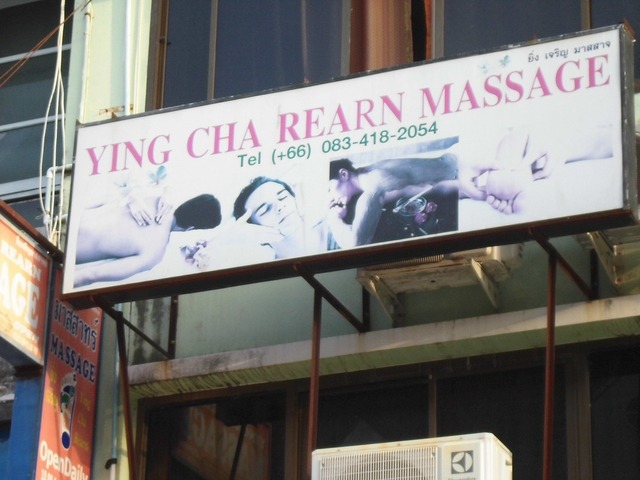 ยิ่ง เจริญ มาสสาจ
YING CHA REARN MASSAGE
Tel (+66) 083-418-2054
MASSAGE
OpenDaily